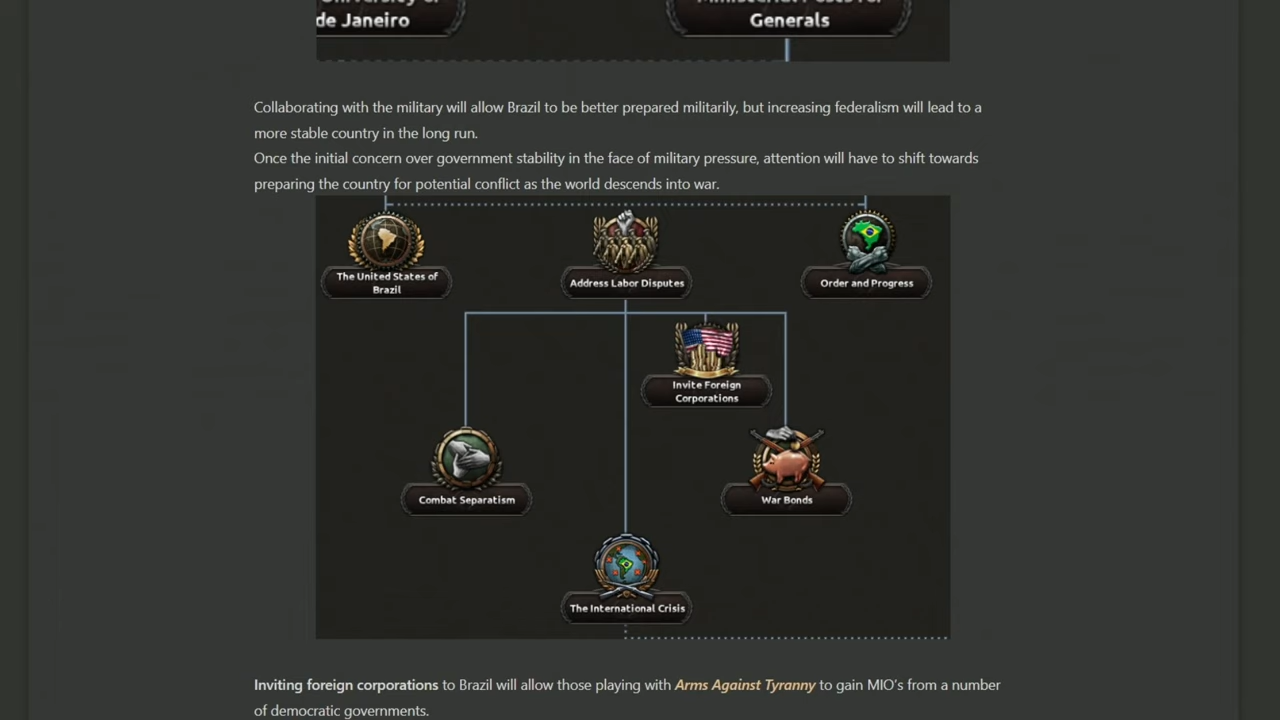 de Janeiro
Generals
Collaborating with the military will allow Brazil to be better prepared militarily, but increasing federalism will lead to a
more stable country in the long run.
Once the initial concern over government stability in the face of military pressure, attention will have to shift towards
preparing the country for potential conflict as the world descends into war.
The United States of
Brazil
Address Labor Disputes
Order and Progress
Invite Foreign
Corporations
Combat Separatism
War Bonds
The International Crisis
Inviting foreign corporations to Brazil will allow those playing with Arms Against Tyranny to gain MIO's from a number
of democratic governments.